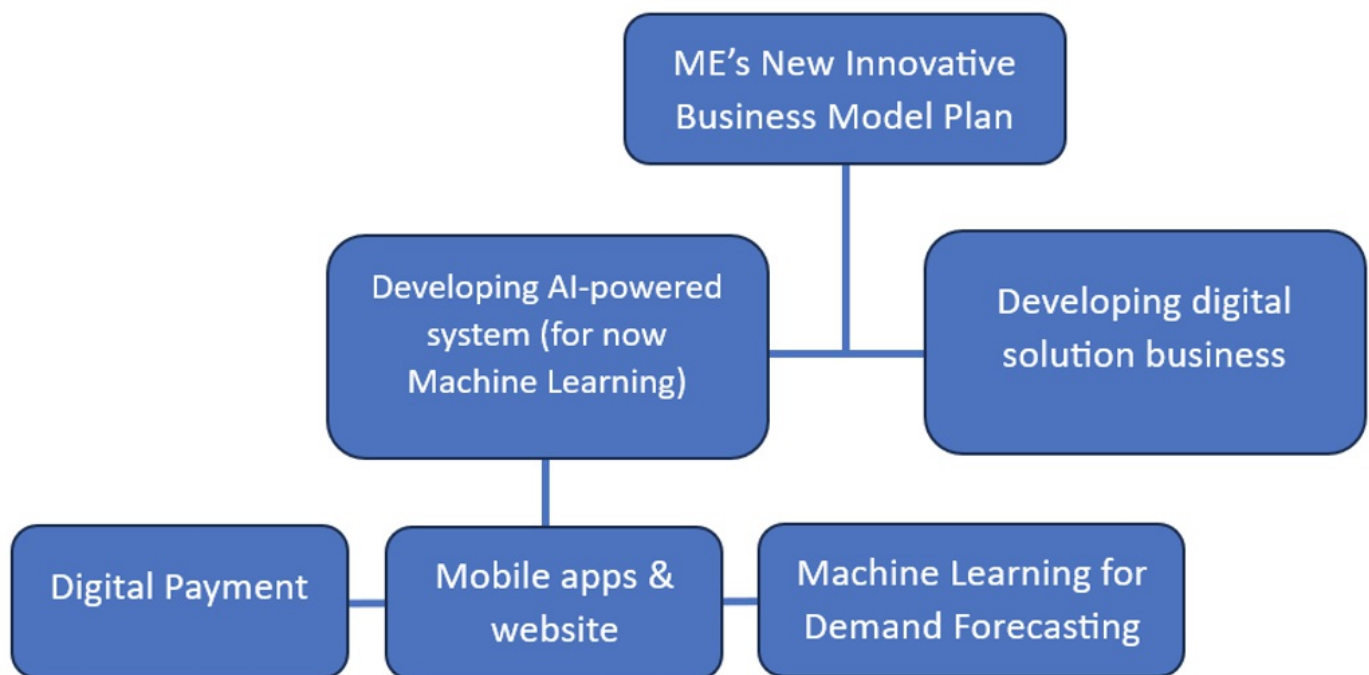 ME’s New Innovative
Business Model Plan
Developing AI-powered
system (for now
Machine Learning)
Developing digital
solution business
Digital Payment
Mobile apps &
website
Machine Learning for
Demand Forecasting